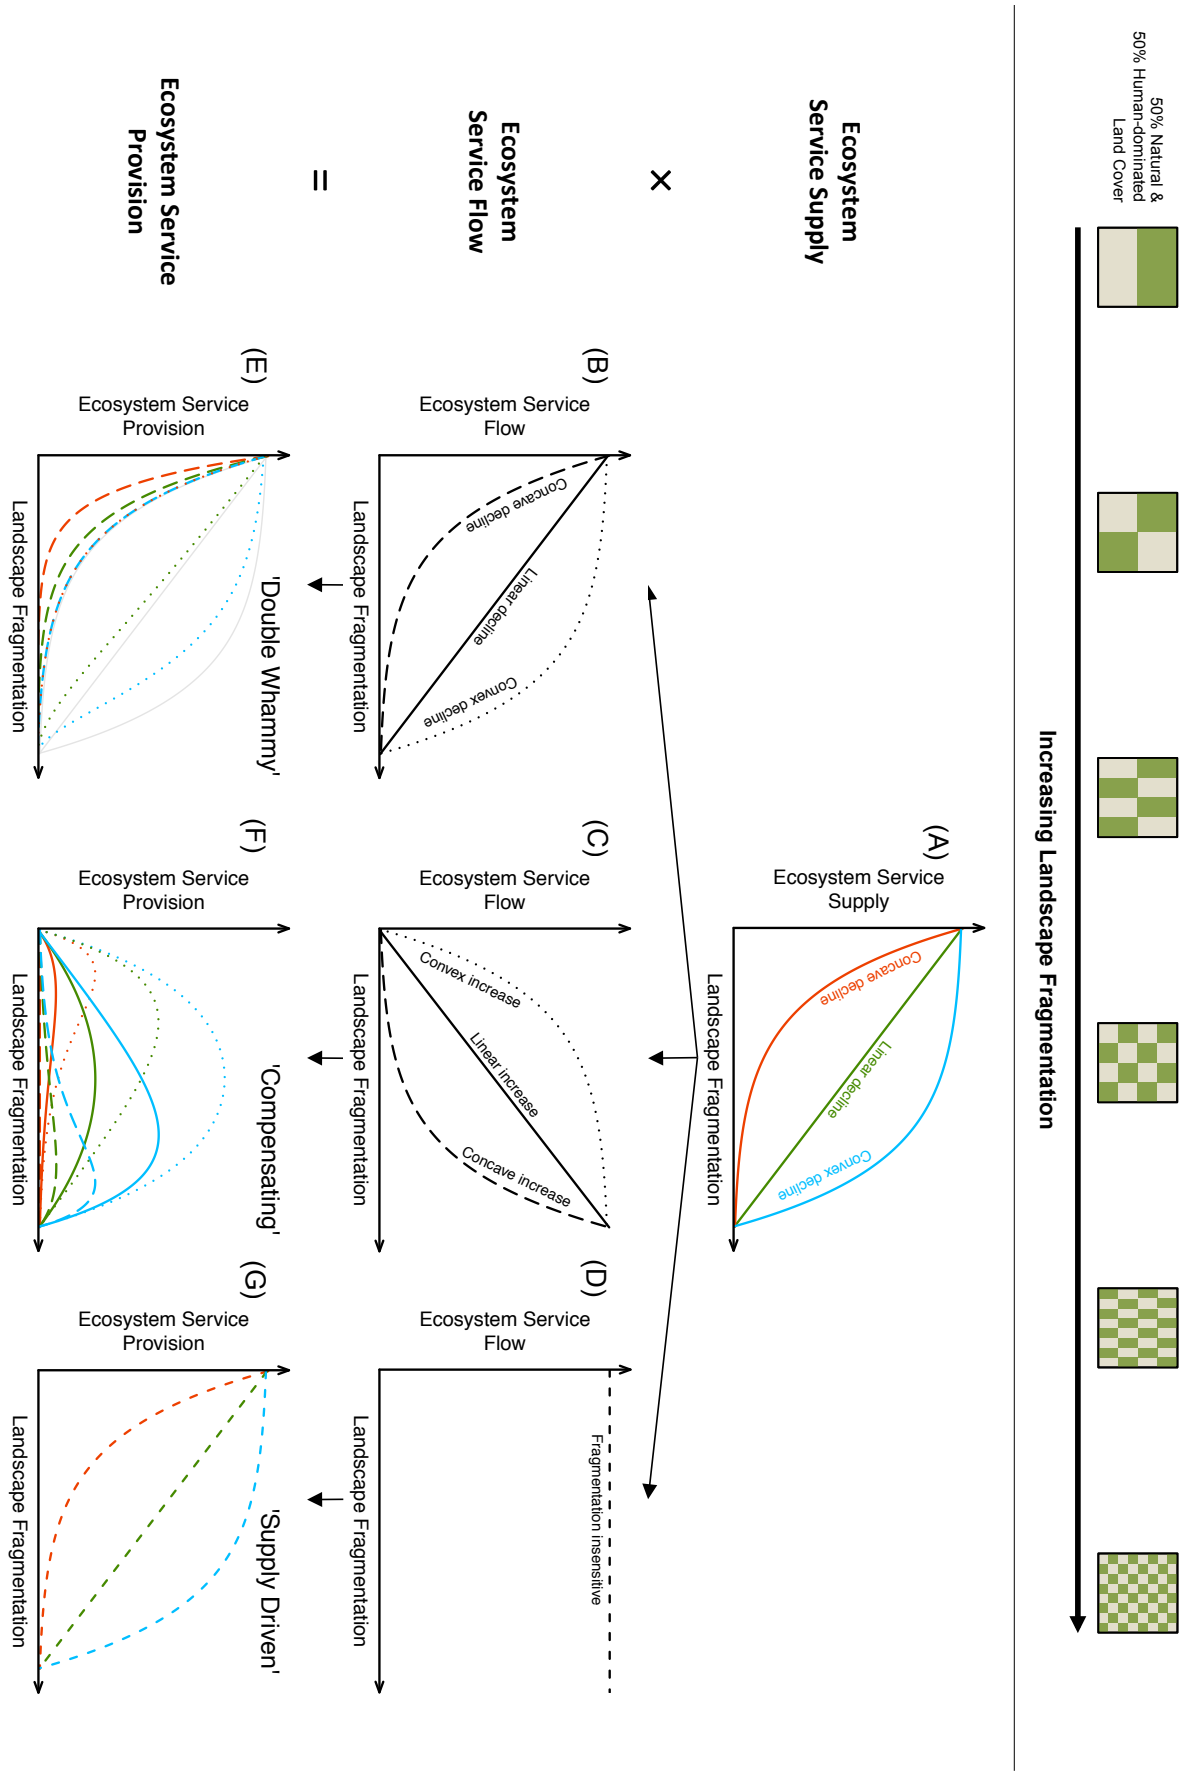 50% Natural &
50% Human-dominated
Land Cover
Increasing Landscape Fragmentation
Ecosystem
Service Supply
×
Ecosystem
Service Flow
=
Ecosystem Service
Provision
(A)
Ecosystem Service
Supply
Concave decline
Linear decline
Convex decline
Landscape Fragmentation
(B)
Ecosystem Service
Flow
Concave decline
Linear decline
Convex decline
Landscape Fragmentation
(C)
Ecosystem Service
Flow
Convex increase
Linear increase
Concave increase
Landscape Fragmentation
(D)
Ecosystem Service
Flow
Fragmentation insensitive
Landscape Fragmentation
(E)
'Double Whammy'
Ecosystem Service
Provision
Landscape Fragmentation
(F)
'Compensating'
Ecosystem Service
Provision
Landscape Fragmentation
(G)
'Supply Driven'
Ecosystem Service
Provision
Landscape Fragmentation